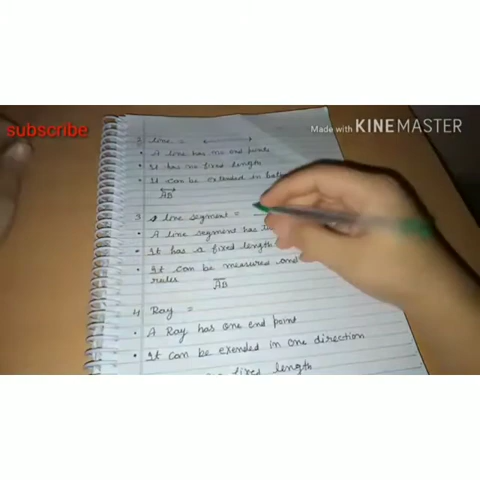 subscribe
Made with KINEMASTER
2 Line =
• A line has no end points
• It has no fixed length
• It can be extended in
AB
3 line segment =
• A line segment has
• It has a fixed length
• It can be measured and
ruler
AB
4 Ray =
• A Ray has one end point
• It can be exended in one direction
fixed length